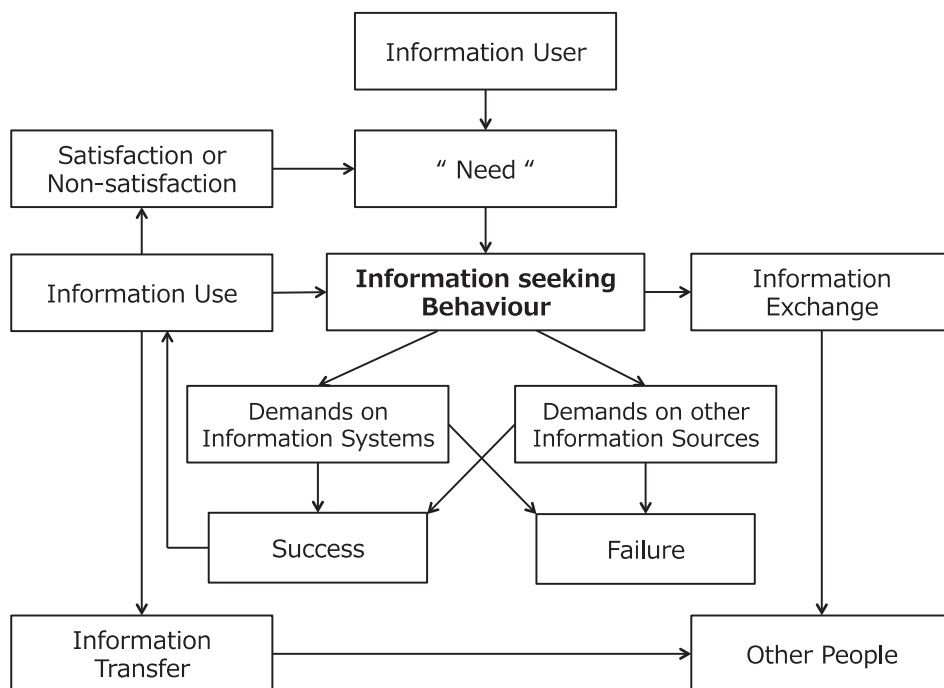 Information User
Satisfaction or
Non-satisfaction
“ Need “
Information Use
Information seeking
Behaviour
Information
Exchange
Demands on
Information Systems
Demands on other
Information Sources
Success
Failure
Information
Transfer
Other People